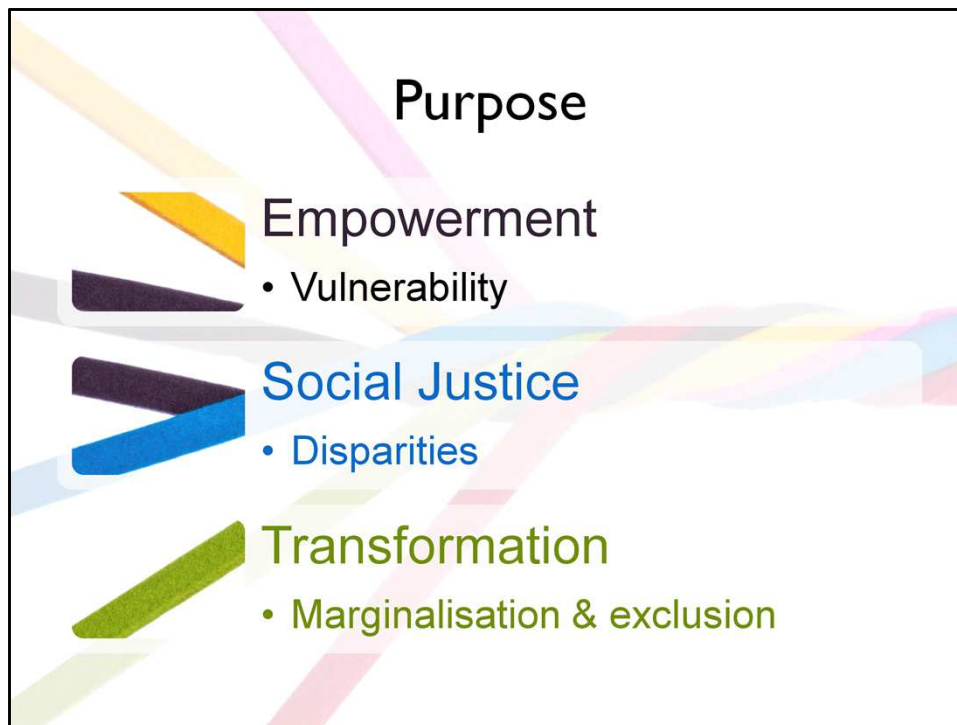 Purpose
Empowerment
• Vulnerability
Social Justice
• Disparities
Transformation
• Marginalisation & exclusion